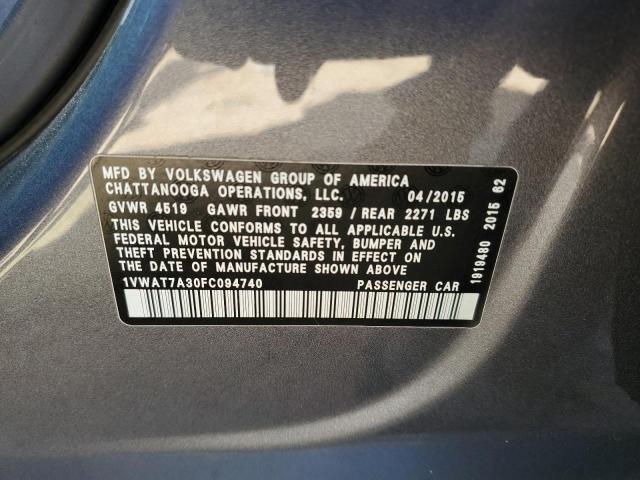 MFD BY VOLKSWAGEN GROUP OF AMERICA
CHATTANOOGA OPERATIONS, LLC. 04/2015
GVWR 4519 GAWR FRONT 2359 / REAR 2271 LBS
THIS VEHICLE CONFORMS TO ALL APPLICABLE U.S.
FEDERAL MOTOR VEHICLE SAFETY, BUMPER AND
THEFT PREVENTION STANDARDS IN EFFECT ON
THE DATE OF MANUFACTURE SHOWN ABOVE
1VWAT7A30FC094740 PASSENGER CAR
1919480 2015 62